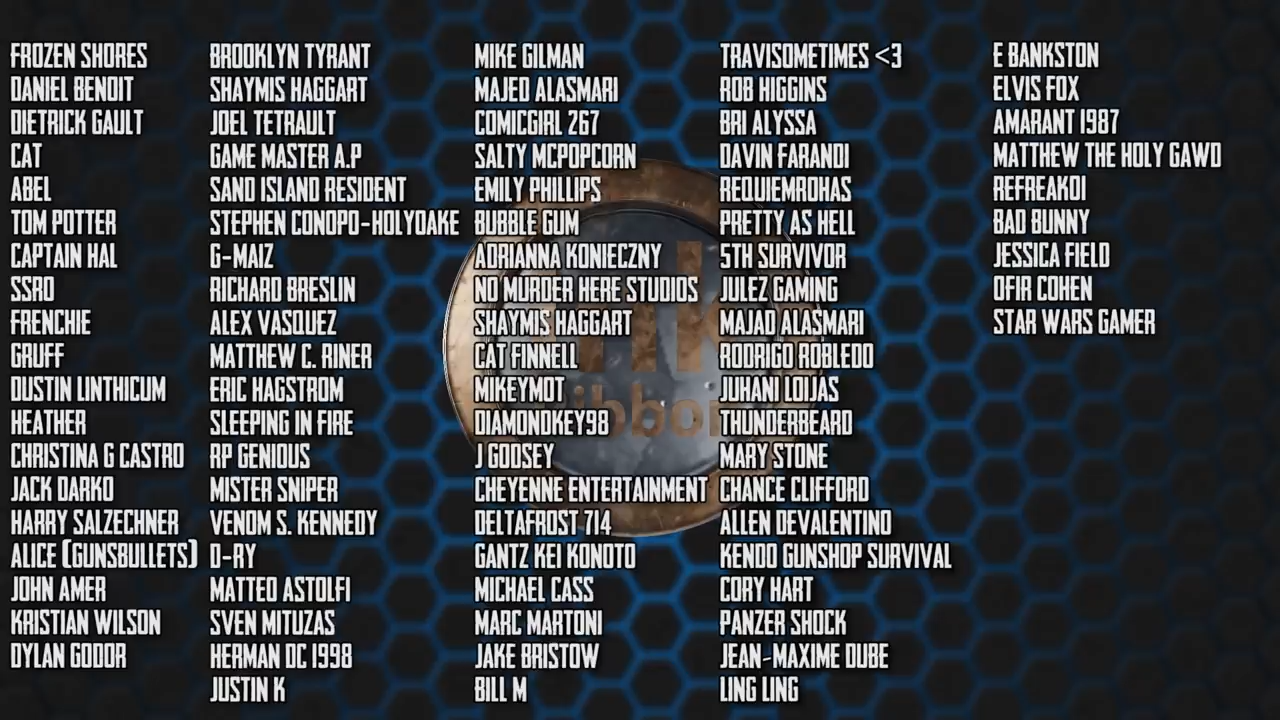 FROZEN SHORES
DANIEL BENOIT
DIETRICK GAULT
CAT
ABEL
TOM POTTER
CAPTAIN HAL
SSRO
FRENCHIE
GRUFF
DUSTIN LINTHICUM
HEATHER
CHRISTINA G CASTRO
JACK DARKO
HARRY SALZECHNER
ALICE (GUNSBULLETS)
JOHN AMER
KRISTIAN WILSON
DYLAN GODOR
BROOKLYN TYRANT
SHAYMIS HAGGART
JOEL TETRAULT
GAME MASTER A.P
SAND ISLAND RESIDENT
STEPHEN CONOPO-HOLYOAKE
G-MAIZ
RICHARD BRESLIN
ALEX VASQUEZ
MATTHEW C. RINER
ERIC HAGSTROM
SLEEPING IN FIRE
RP GENIOUS
MISTER SNIPER
VENOM S. KENNEDY
D-RY
MATTEO ASTOLFI
SVEN MITUZAS
HERMAN DC 1998
JUSTIN K
MIKE GILMAN
MAJED ALASMARI
COMICGIRL 267
SALTY MCPOPCORN
EMILY PHILLIPS
BUBBLE GUM
ADRIANNA KONIECZNY
NO MURDER HERE STUDIOS
SHAYMIS HAGGART
CAT FINNELL
MIKEYMOT
DIAMONDKEY98
J GODSEY
CHEYENNE ENTERTAINMENT
DELTAFROST 714
GANTZ KEI KONOTO
MICHAEL CASS
MARC MARTONI
JAKE BRISTOW
BILL M
TRAVISOMETIMES <3
ROB HIGGINS
BRI ALYSSA
DAVIN FARANDI
REQUIEMROHAS
PRETTY AS HELL
5TH SURVIVOR
JULEZ GAMING
MAJAD ALASMARI
RODRIGO ROBLEDO
JUHANI LOIJAS
THUNDERBEARD
MARY STONE
CHANCE CLIFFORD
ALLEN DEVALENTINO
KENDO GUNSHOP SURVIVAL
CORY HART
PANZER SHOCK
JEAN-MAXIME DUBE
LING LING
E BANKSTON
ELVIS FOX
AMARANT 1987
MATTHEW THE HOLY GAWD
REFREAKOI
BAD BUNNY
JESSICA FIELD
OFIR COHEN
STAR WARS GAMER